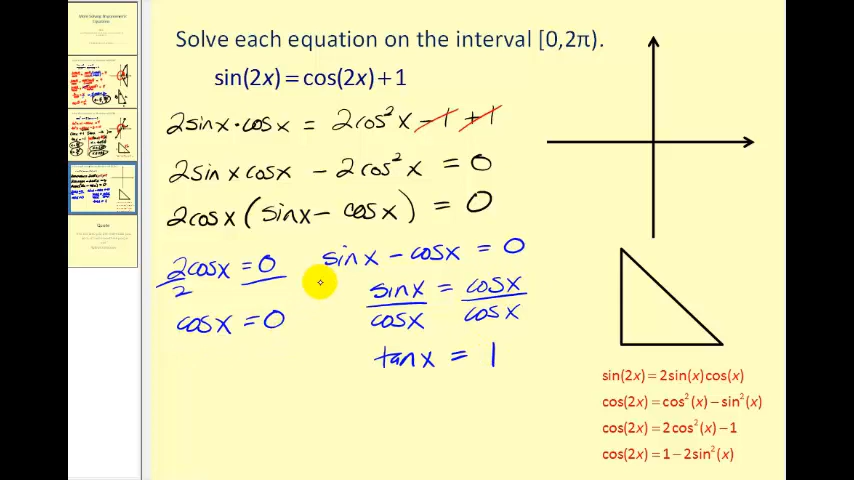 Solve each equation on the interval [0,2π).
sin(2x) = cos(2x) + 1
2sinx·cosx = 2cos²x - 1 + 1
2sinxcosx - 2cos²x = 0
2cosx(sinx - cosx) = 0
2cosx = 0
2
cosx = 0
sinx - cosx = 0
sinx = cosx
cosx cosx
tanx = 1
sin(2x) = 2sin(x)cos(x)
cos(2x) = cos²(x) - sin²(x)
cos(2x) = 2cos²(x) - 1
cos(2x) = 1 - 2sin²(x)